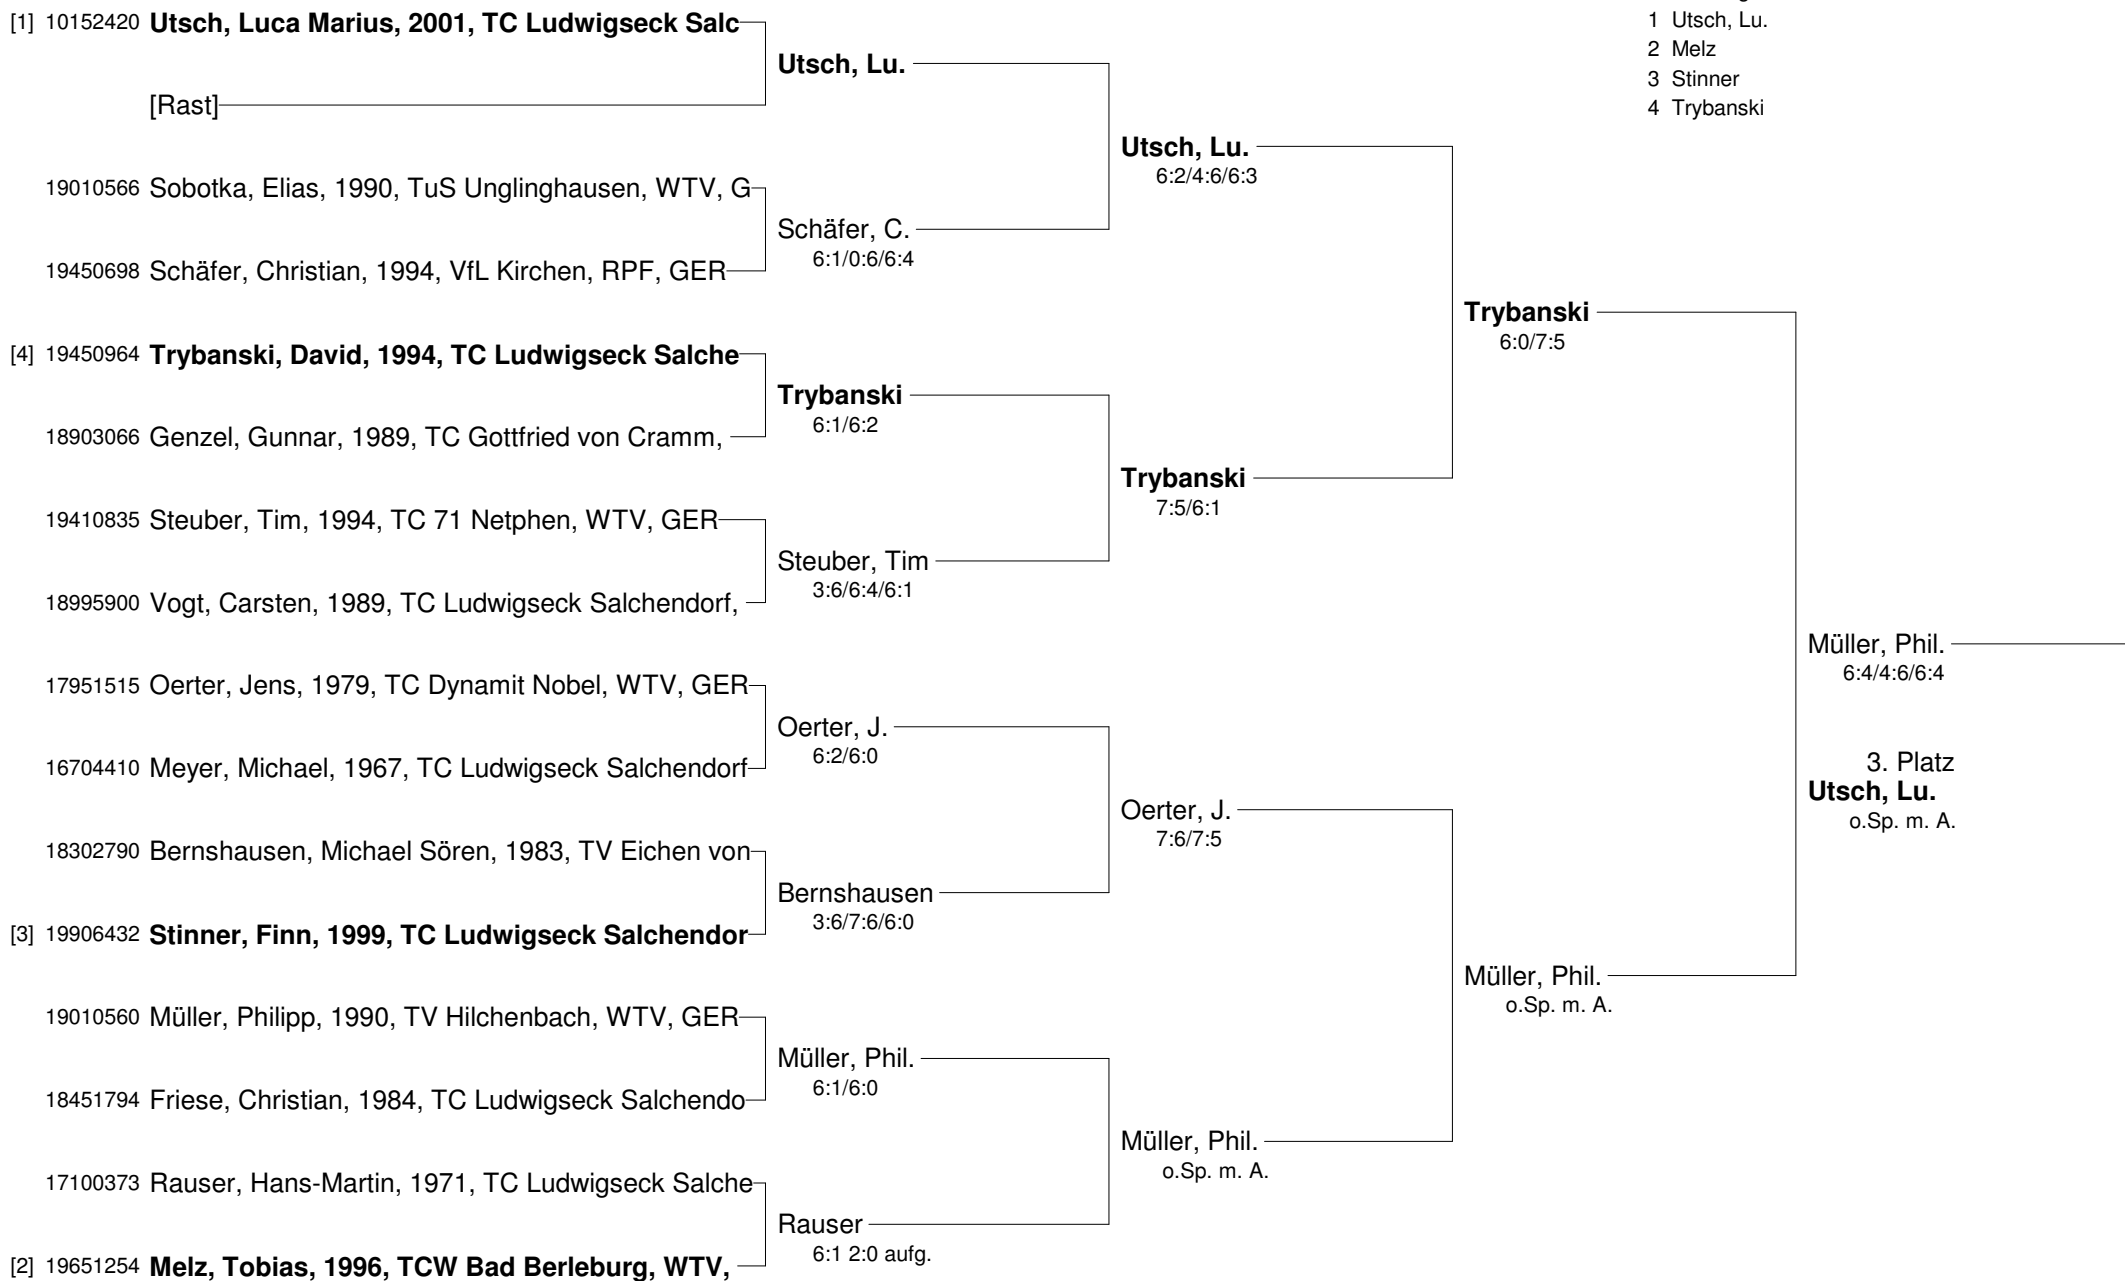 [1] 10152420 Utsch, Luca Marius, 2001, TC Ludwigseck Salc
[Rast]
19010566 Sobotka, Elias, 1990, TuS Unglinghausen, WTV, G
19450698 Schäfer, Christian, 1994, VfL Kirchen, RPF, GER
[4] 19450964 Trybanski, David, 1994, TC Ludwigseck Salche
18903066 Genzel, Gunnar, 1989, TC Gottfried von Cramm,
19410835 Steuber, Tim, 1994, TC 71 Netphen, WTV, GER
18995900 Vogt, Carsten, 1989, TC Ludwigseck Salchendorf,
17951515 Oerter, Jens, 1979, TC Dynamit Nobel, WTV, GER
16704410 Meyer, Michael, 1967, TC Ludwigseck Salchendorf
18302790 Bernshausen, Michael Sören, 1983, TV Eichen von
[3] 19906432 Stinner, Finn, 1999, TC Ludwigseck Salchendor
19010560 Müller, Philipp, 1990, TV Hilchenbach, WTV, GER
18451794 Friese, Christian, 1984, TC Ludwigseck Salchendo
17100373 Rauser, Hans-Martin, 1971, TC Ludwigseck Salche
[2] 19651254 Melz, Tobias, 1996, TCW Bad Berleburg, WTV,
Utsch, Lu.
Schäfer, C.
6:1/0:6/6:4
Trybanski
6:1/6:2
Steuber, Tim
3:6/6:4/6:1
Oerter, J.
6:2/6:0
Bernshausen
3:6/7:6/6:0
Müller, Phil.
6:1/6:0
Rauser
6:1 2:0 aufg.
Utsch, Lu.
6:2/4:6/6:3
Trybanski
7:5/6:1
Oerter, J.
7:6/7:5
Müller, Phil.
o.Sp. m. A.
Trybanski
6:0/7:5
Müller, Phil.
o.Sp. m. A.
Müller, Phil.
6:4/4:6/6:4
3. Platz
Utsch, Lu.
o.Sp. m. A.
1 Utsch, Lu.
2 Melz
3 Stinner
4 Trybanski